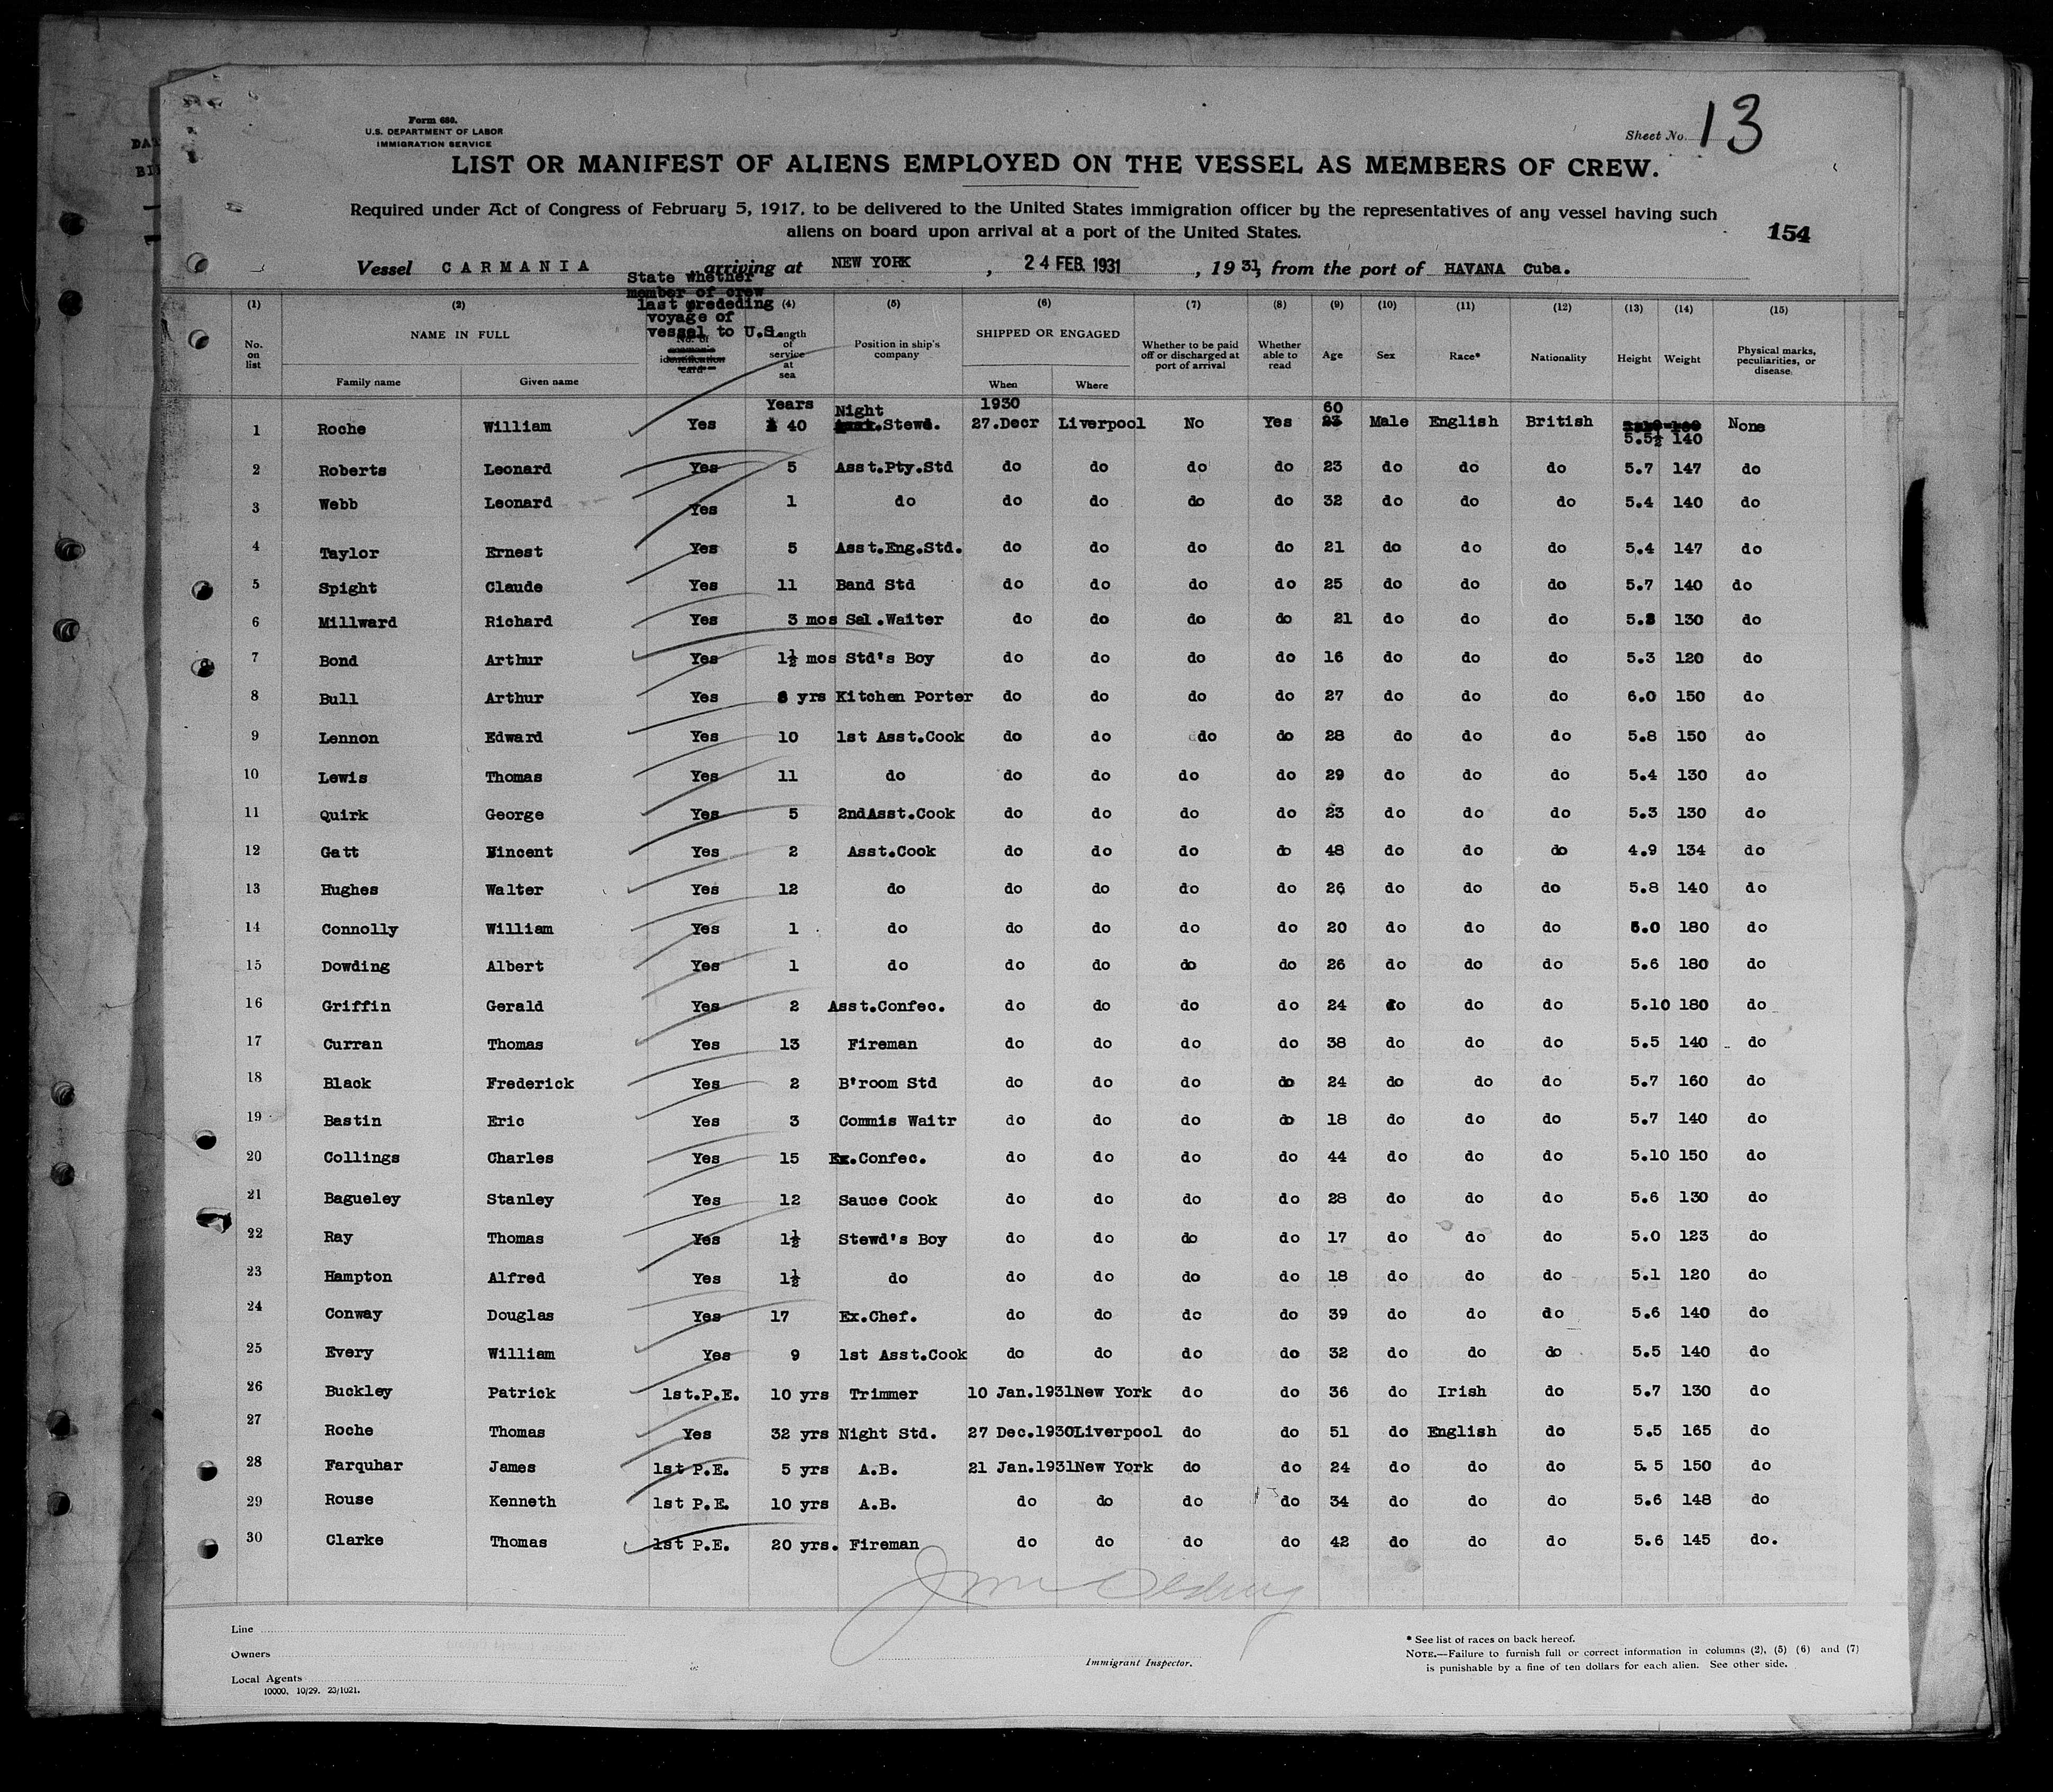 Form 680.
U.S. DEPARTMENT OF LABOR
IMMIGRATION SERVICE
Sheet No. 13
LIST OR MANIFEST OF ALIENS EMPLOYED ON THE VESSEL AS MEMBERS OF CREW.
Required under Act of Congress of February 5, 1917, to be delivered to the United States immigration officer by the representatives of any vessel having such
aliens on board upon arrival at a port of the United States.
154
Vessel CARMANIA arriving at NEW YORK, 24 FEB. 1931, 1931, from the port of HAVANA Cuba.
State whether
member of crew
last prededing
voyage of
vessel to U.S.
(1) (2) (4) (5) (6) (7) (8) (9) (10) (11) (12) (13) (14) (15)
No. on list NAME IN FULL Family name Given name No. of seaman's identification card Length of service at sea Position in ship's company SHIPPED OR ENGAGED When Where Whether to be paid off or discharged at port of arrival Whether able to read Age Sex Race* Nationality Height Weight Physical marks, peculiarities, or disease.
Years Night 1930 60
1 Roche William Yes 40 Stewd. 27.Decr Liverpool No Yes 23 Male English British 5.5½ 140 None
2 Roberts Leonard Yes 5 Asst.Pty.Std do do do do 23 do do do 5.7 147 do
3 Webb Leonard Yes 1 do do do do do 32 do do do 5.4 140 do
4 Taylor Ernest Yes 5 Asst.Eng.Std. do do do do 21 do do do 5.4 147 do
5 Spight Claude Yes 11 Band Std do do do do 25 do do do 5.7 140 do
6 Millward Richard Yes 3 mos Sal.Waiter do do do do 21 do do do 5.8 130 do
7 Bond Arthur Yes 1½ mos Std's Boy do do do do 16 do do do 5.3 120 do
8 Bull Arthur Yes yrs Kitchen Porter do do do do 27 do do do 6.0 150 do
9 Lennon Edward Yes 10 1st Asst.Cook do do do do 28 do do do 5.8 150 do
10 Lewis Thomas Yes 11 do do do do do 29 do do do 5.4 130 do
11 Quirk George Yes 5 2ndAsst.Cook do do do do 23 do do do 5.3 130 do
12 Gatt Vincent Yes 2 Asst.Cook do do do do 48 do do do 4.9 134 do
13 Hughes Walter Yes 12 do do do do do 26 do do do 5.8 140 do
14 Connolly William Yes 1 do do do do do 20 do do do 180 do
15 Dowding Albert Yes 1 do do do do do 26 do do do 5.6 180 do
16 Griffin Gerald Yes 2 Asst.Confec. do do do do 24 do do do 5.10 180 do
17 Curran Thomas Yes 13 Fireman do do do do 38 do do do 5.5 140 do
18 Black Frederick Yes 2 B'room Std do do do do 24 do do do 5.7 160 do
19 Bastin Eric Yes 3 Commis Waitr do do do do 18 do do do 5.7 140 do
20 Collings Charles Yes 15 Ex.Confec. do do do do 44 do do do 5.10 150 do
21 Bagueley Stanley Yes 12 Sauce Cook do do do do 28 do do do 5.6 130 do
22 Ray Thomas Yes 1½ Stewd's Boy do do do do 17 do do do 5.0 123 do
23 Hampton Alfred Yes 1½ do do do do do 18 do do do 5.1 120 do
24 Conway Douglas Yes 17 Ex.Chef. do do do do 39 do do do 5.6 140 do
25 Every William Yes 9 1st Asst.Cook do do do do 32 do do do 5.5 140 do
26 Buckley Patrick 1st.P.E. 10 yrs Trimmer 10 Jan.1931 New York do do 36 do Irish do 5.7 130 do
27 Roche Thomas Yes 32 yrs Night Std. 27 Dec.1930 Liverpool do do 51 do English do 5.5 165 do
28 Farquhar James 1st P.E. 5 yrs A.B. 21 Jan.1931 New York do do 24 do do do 5.5 150 do
29 Rouse Kenneth 1st P.E. 10 yrs A.B. do do do do 34 do do do 5.6 148 do
30 Clarke Thomas 1st P.E. 20 yrs. Fireman do do do do 42 do do do 5.6 145 do.
Line
Owners
Local Agents
10000. 10/29. 23/1021.
Immigrant Inspector.
* See list of races on back hereof.
NOTE.—Failure to furnish full or correct information in columns (2), (5) (6) and (7)
is punishable by a fine of ten dollars for each alien. See other side.